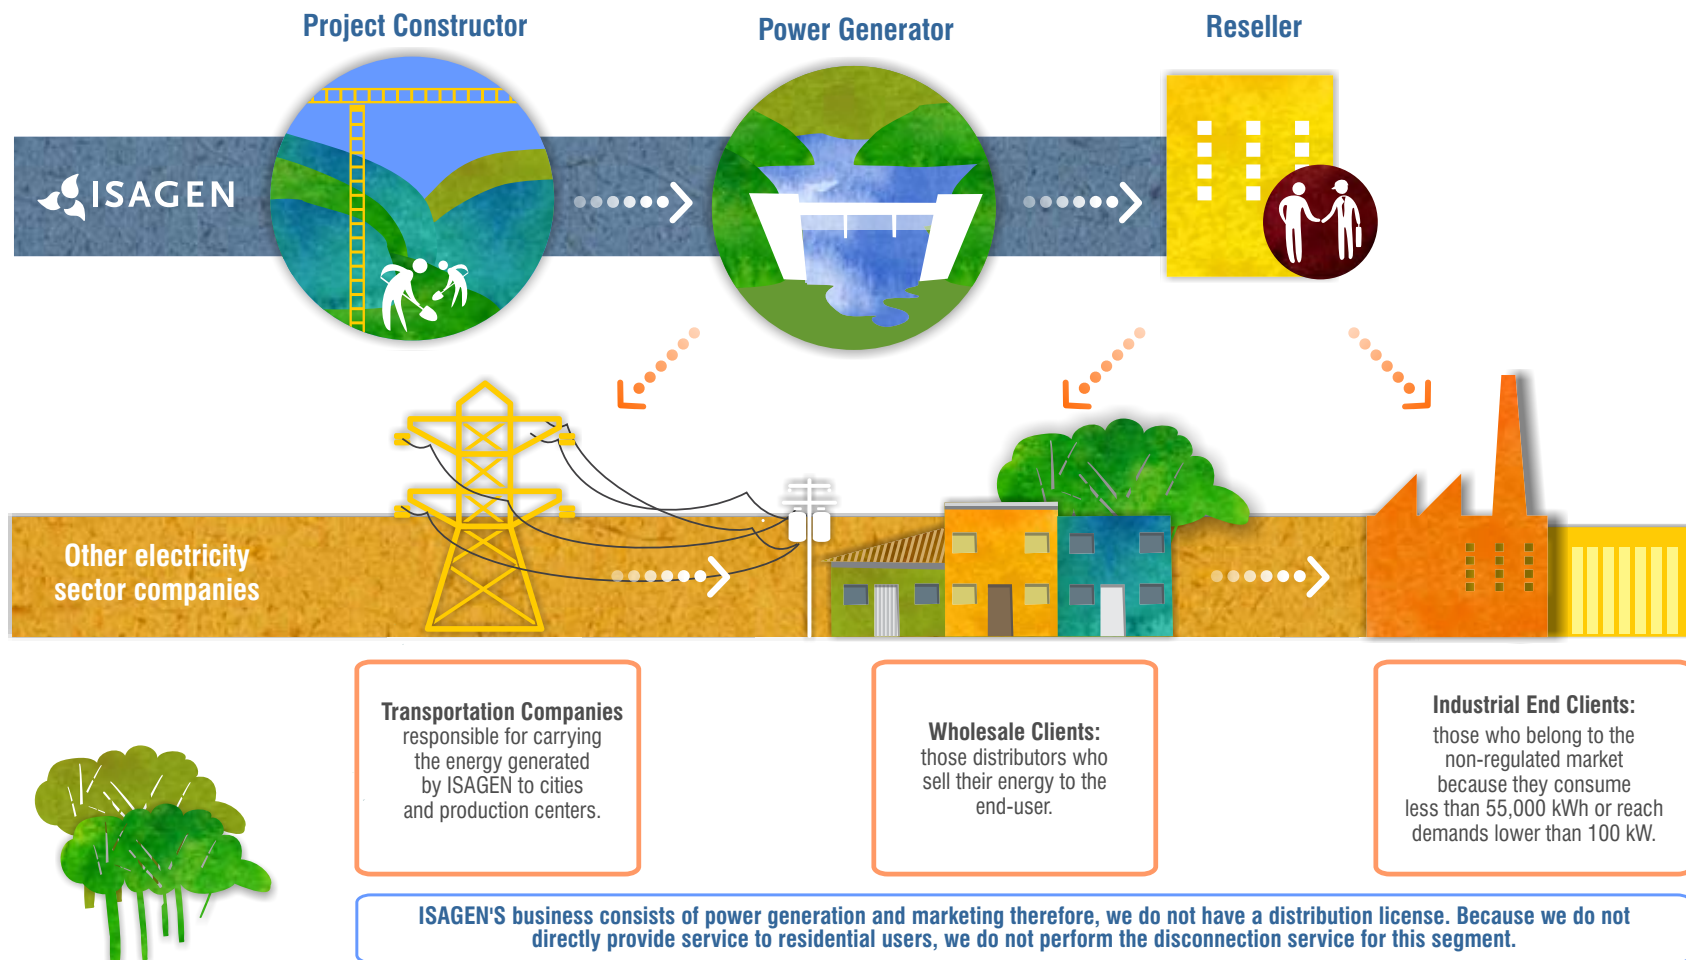 Project Constructor
Power Generator
Reseller
ISAGEN
Other electricity
sector companies
Transportation Companies
responsible for carrying
the energy generated
by ISAGEN to cities
and production centers.
Wholesale Clients:
those distributors who
sell their energy to the
end-user.
Industrial End Clients:
those who belong to the
non-regulated market
because they consume
less than 55,000 kWh or reach
demands lower than 100 kW.
ISAGEN'S business consists of power generation and marketing therefore, we do not have a distribution license. Because we do not
directly provide service to residential users, we do not perform the disconnection service for this segment.